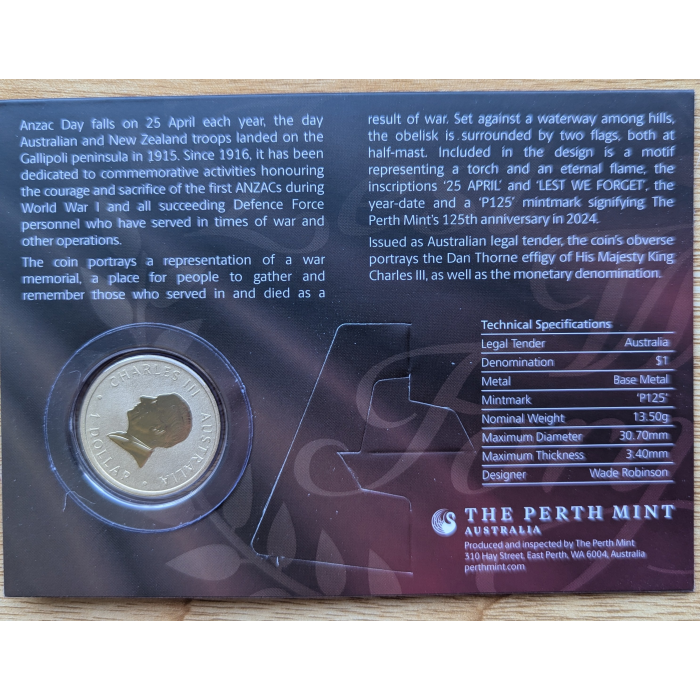 Anzac Day falls on 25 April each year, the day
Australian and New Zealand troops landed on the
Gallipoli peninsula in 1915. Since 1916, it has been
dedicated to commemorative activities honouring
the courage and sacrifice of the first ANZACs during
World War I and all succeeding Defence Force
personnel who have served in times of war and
other operations.
The coin portrays a representation of a war
memorial, a place for people to gather and
remember those who served in and died as a
result of war. Set against a waterway among hills,
the obelisk is surrounded by two flags, both at
half-mast. Included in the design is a motif
representing a torch and an eternal flame, the
inscriptions '25 APRIL' and 'LEST WE FORGET', the
year-date and a 'P125' mintmark signifying The
Perth Mint's 125th anniversary in 2024.
Issued as Australian legal tender, the coin's obverse
portrays the Dan Thorne effigy of His Majesty King
Charles III, as well as the monetary denomination.
CHARLES III AUSTRALIA
1 DOLLAR
Technical Specifications
Legal Tender Australia
Denomination $1
Metal Base Metal
Mintmark 'P125'
Nominal Weight 13.50g
Maximum Diameter 30.70mm
Maximum Thickness 3.40mm
Designer Wade Robinson
THE PERTH MINT
AUSTRALIA
Produced and inspected by The Perth Mint
310 Hay Street, East Perth, WA 6004, Australia
perthmint.com